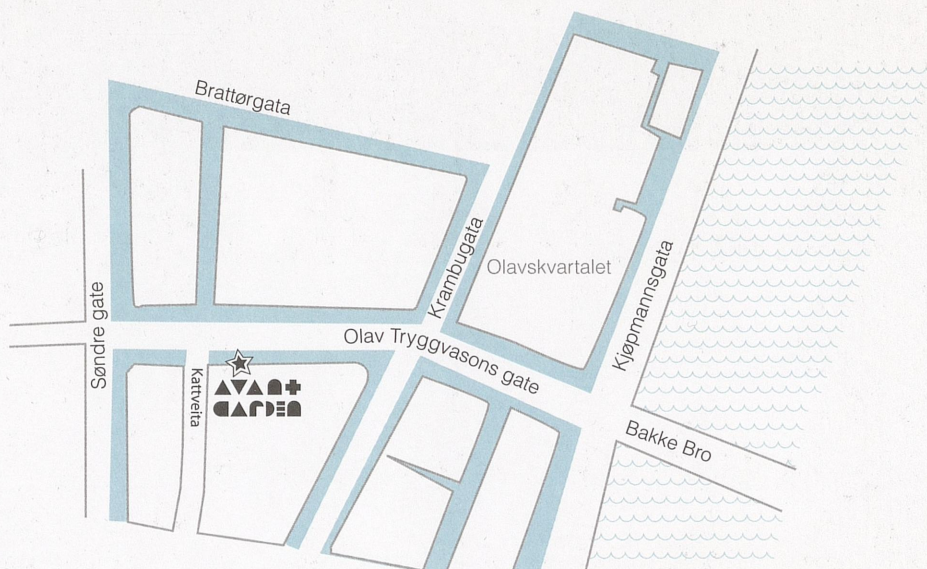 Brattørgata
Krambugata
Olavskvartalet
Kjøpmannsgata
Søndre gate
Olav Tryggvasons gate
Kattveita
AVANT
GARDEN
Bakke Bro